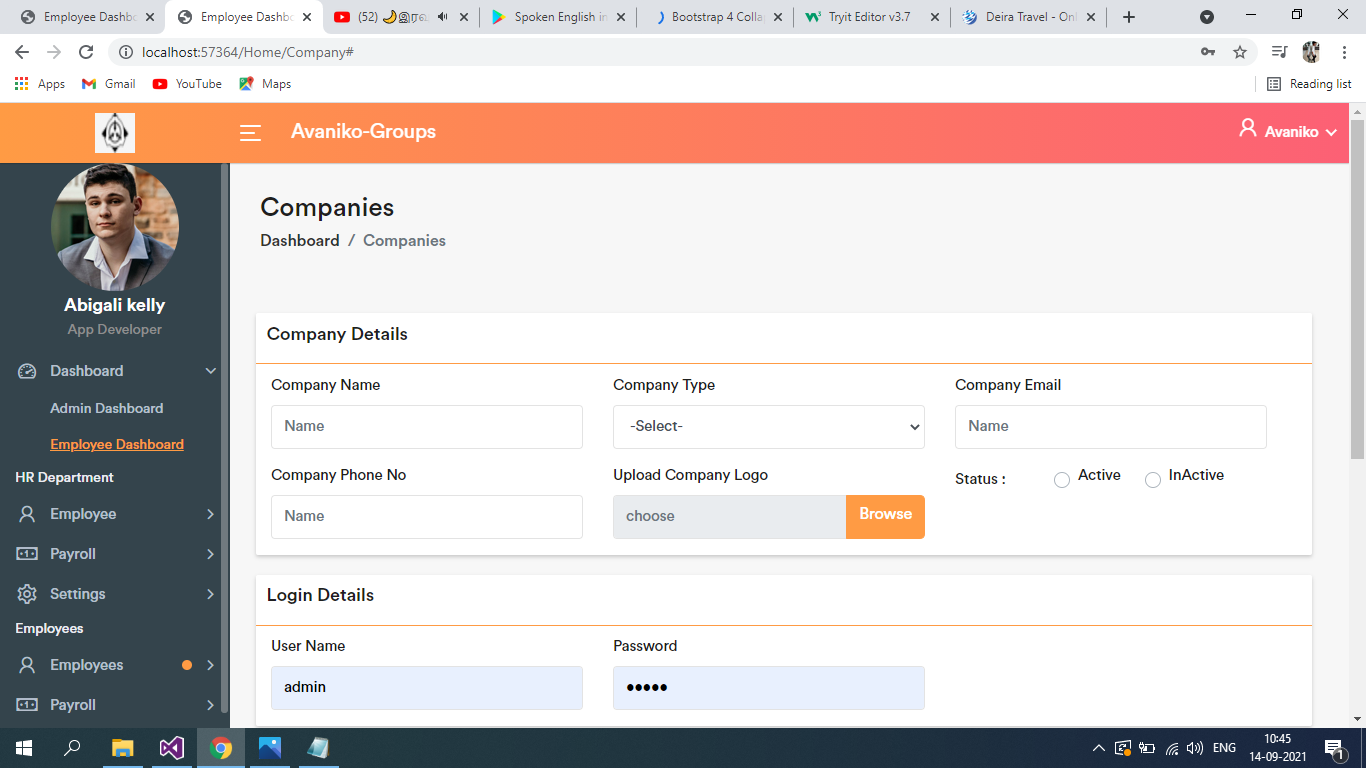 Employee Dashbo
Employee Dashbo
(52) 🌙இரவு
Spoken English in
Bootstrap 4 Colla
Tryit Editor v3.7
Deira Travel - Onl
localhost:57364/Home/Company#
Apps
Gmail
YouTube
Maps
Reading list
Avaniko-Groups
Avaniko
Abigali kelly
App Developer
Dashboard
Admin Dashboard
Employee Dashboard
HR Department
Employee
Payroll
Settings
Employees
Employees
Payroll
Companies
Dashboard / Companies
Company Details
Company Name
Company Type
Company Email
Name
-Select-
Name
Company Phone No
Upload Company Logo
Status :
Active
InActive
Name
choose
Browse
Login Details
User Name
Password
admin
•••••
ENG
10:45
14-09-2021
1